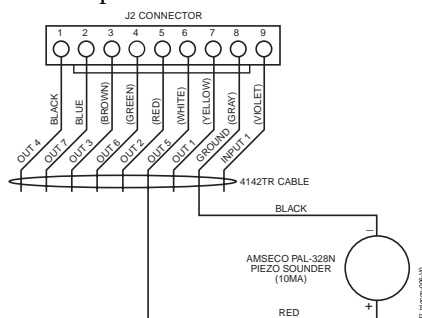 J2 CONNECTOR
1 2 3 4 5 6 7 8 9
BLACK
BLUE
(BROWN)
(GREEN)
(RED)
(WHITE)
(YELLOW)
(GRAY)
(VIOLET)
OUT 4
OUT 7
OUT 3
OUT 6
OUT 2
OUT 5
OUT 1
GROUND
INPUT 1
4142TR CABLE
BLACK
–
AMSECO PAL-328N
PIEZO SOUNDER
(10MA)
+
RED